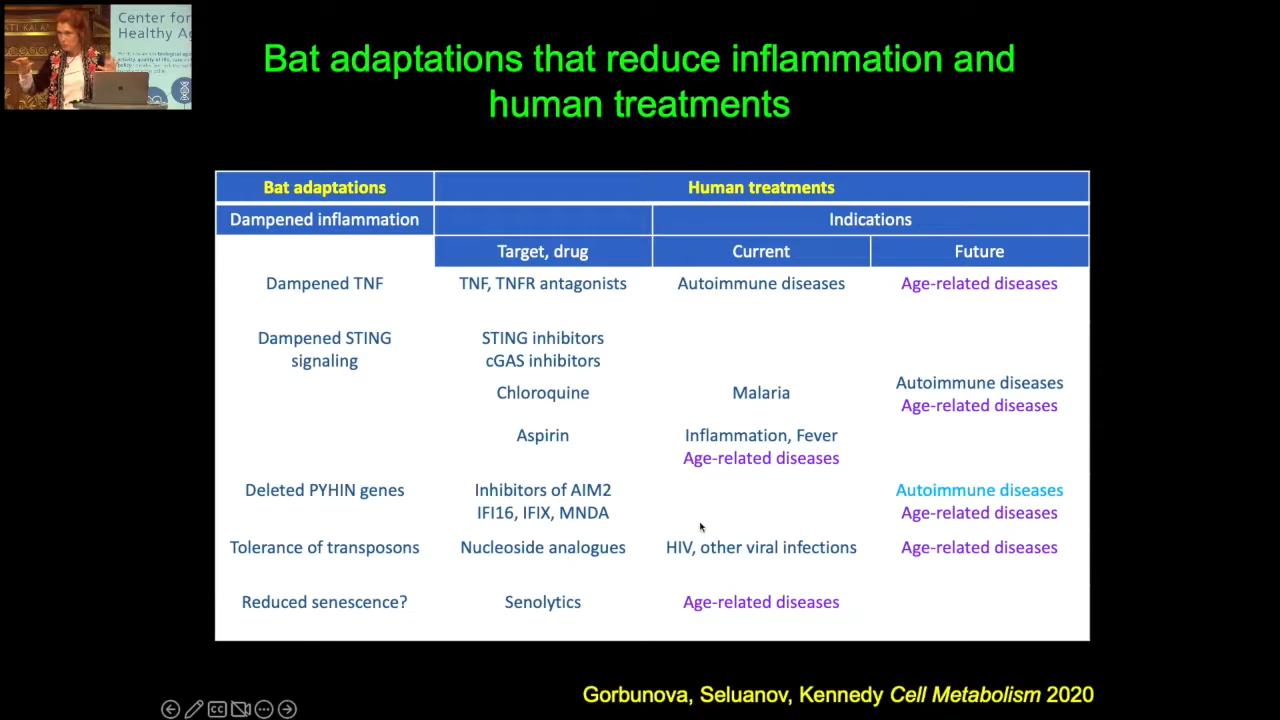 Center for
Healthy Ag
Bat adaptations that reduce inflammation and
human treatments
Bat adaptations
Human treatments
Dampened inflammation
Indications
Target, drug
Current
Future
Dampened TNF
TNF, TNFR antagonists
Autoimmune diseases
Age-related diseases
Dampened STING
signaling
STING inhibitors
cGAS inhibitors
Chloroquine
Malaria
Autoimmune diseases
Age-related diseases
Aspirin
Inflammation, Fever
Age-related diseases
Deleted PYHIN genes
Inhibitors of AIM2
IFI16, IFIX, MNDA
Autoimmune diseases
Age-related diseases
Tolerance of transposons
Nucleoside analogues
HIV, other viral infections
Age-related diseases
Reduced senescence?
Senolytics
Age-related diseases
Gorbunova, Seluanov, Kennedy Cell Metabolism 2020
CC